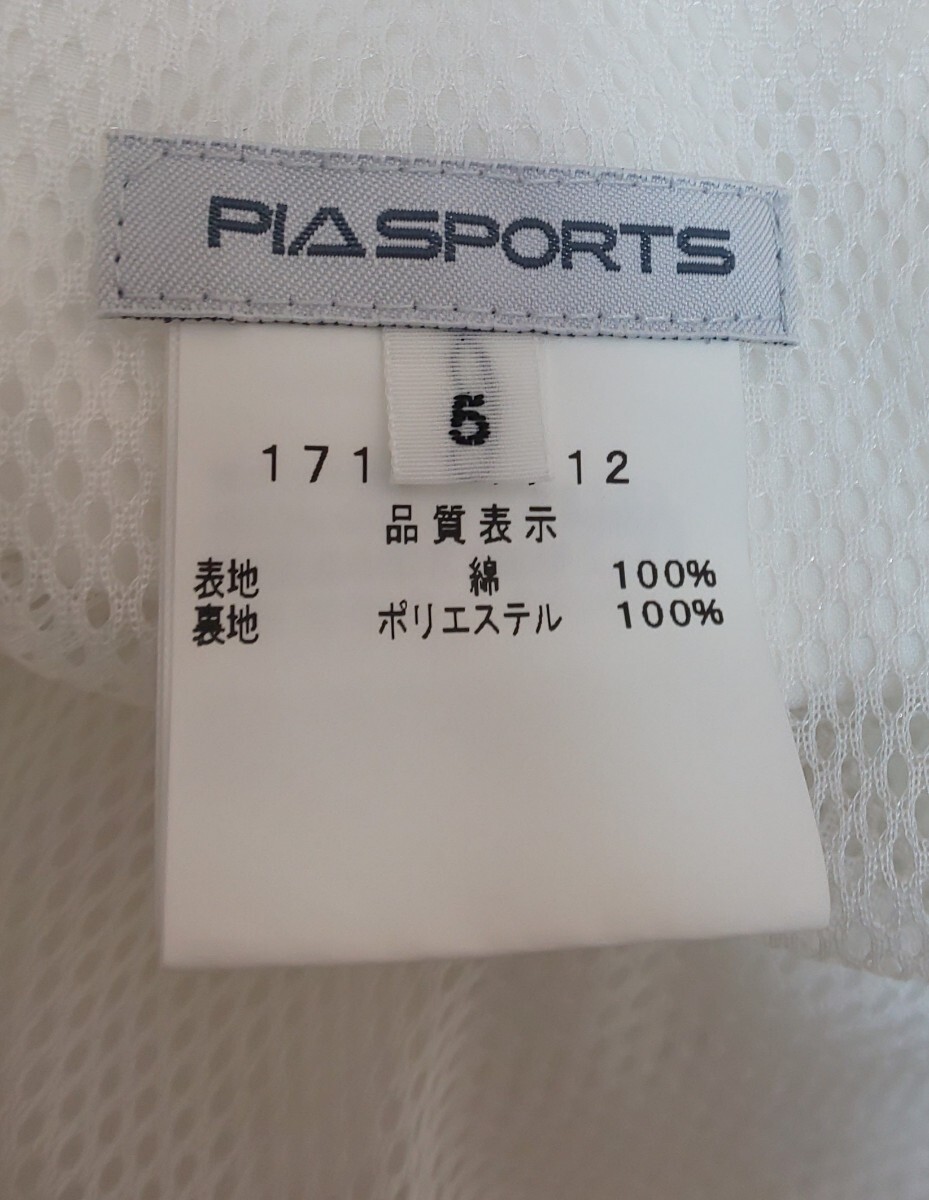 PIASPORTS
5
171 12
品質表示
表地 綿 100%
裏地 ポリエステル 100%